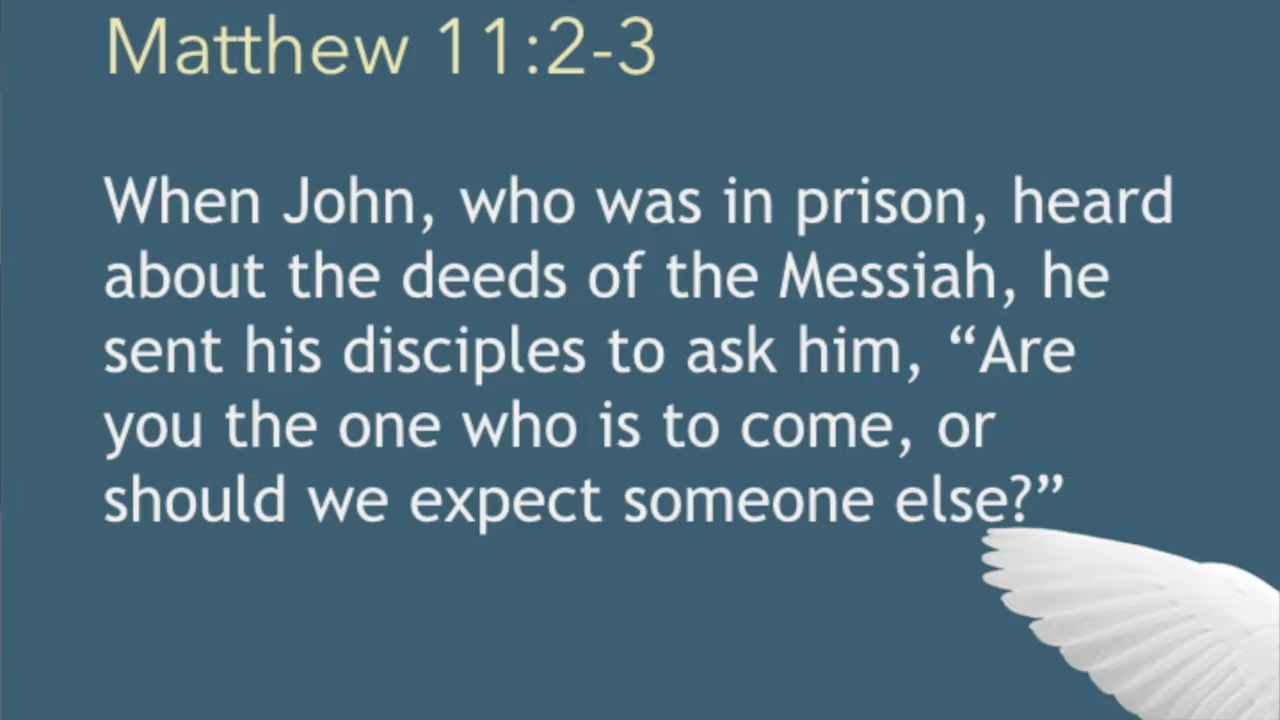 Matthew 11:2-3
When John, who was in prison, heard
about the deeds of the Messiah, he
sent his disciples to ask him, “Are
you the one who is to come, or
should we expect someone else?”